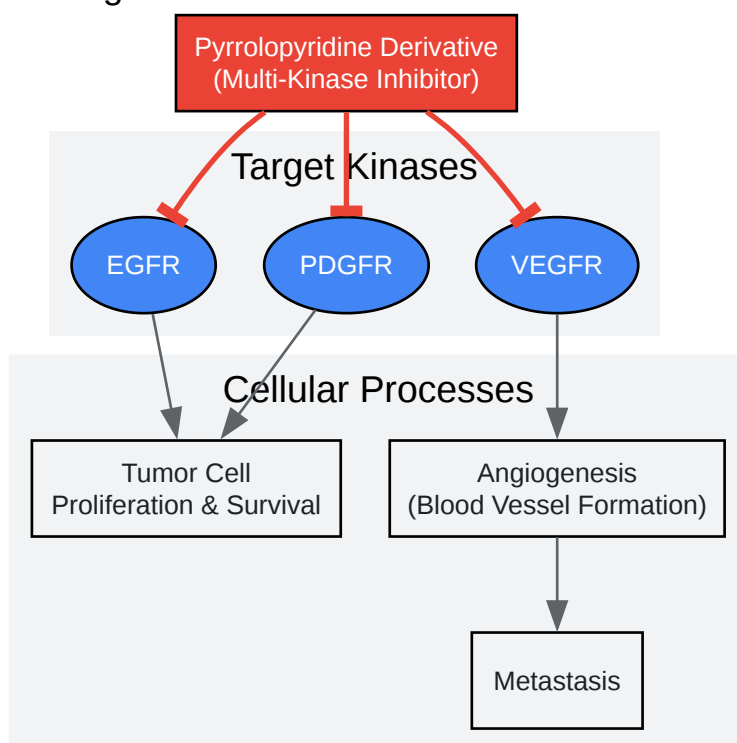 Pyrrolopyridine Derivative
(Multi-Kinase Inhibitor)
Target Kinases
EGFR
PDGFR
VEGFR
Cellular Processes
Tumor Cell
Proliferation & Survival
Angiogenesis
(Blood Vessel Formation)
Metastasis